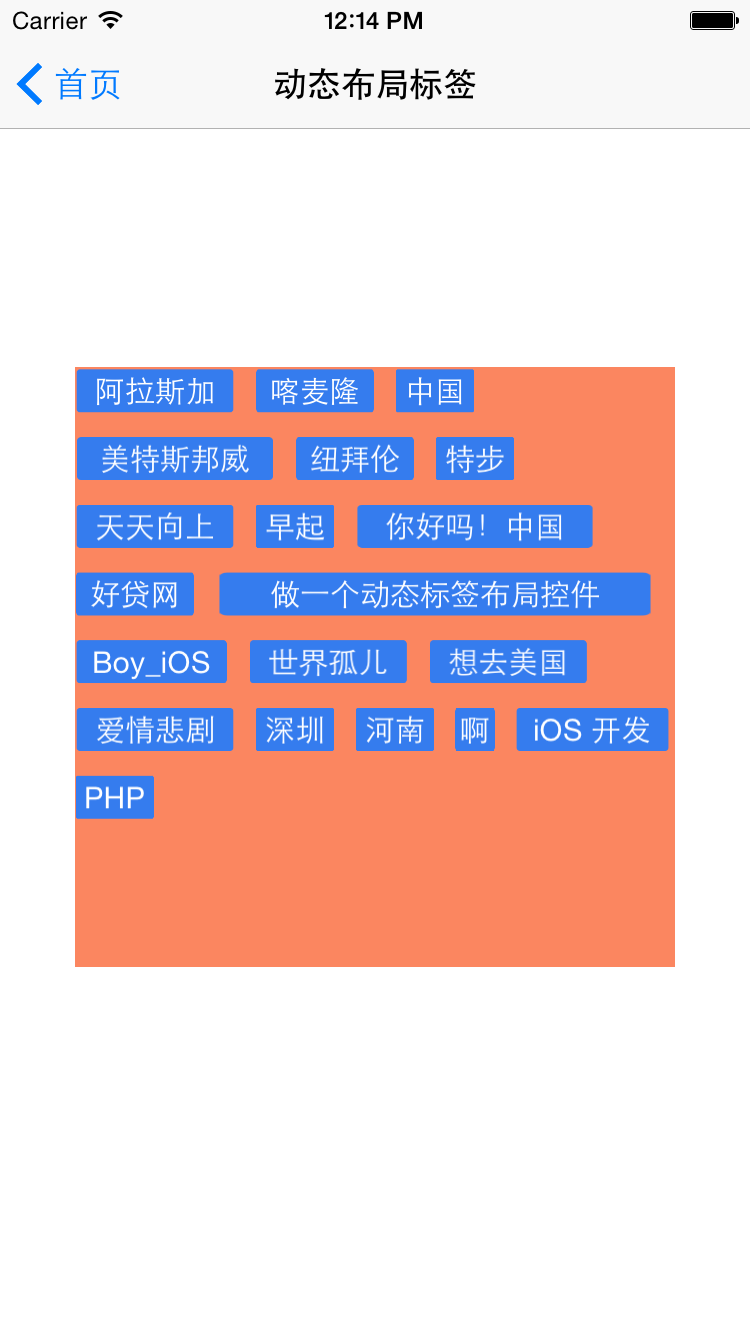 Carrier 12:14 PM
首页 动态布局标签
阿拉斯加 喀麦隆 中国
美特斯邦威 纽拜伦 特步
天天向上 早起 你好吗！中国
好贷网 做一个动态标签布局控件
Boy_iOS 世界孤儿 想去美国
爱情悲剧 深圳 河南 啊 iOS 开发
PHP